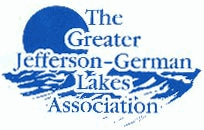 The
Greater
Jefferson-German
Lakes
Association